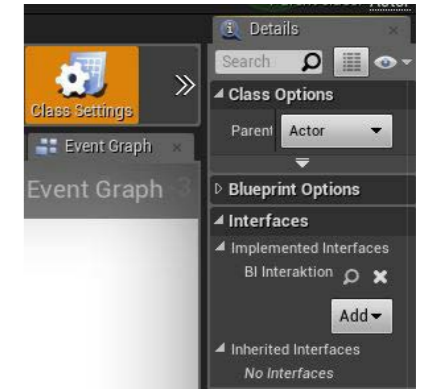 Actor
Details
Search
Class Settings
Class Options
Parent
Actor
Event Graph
Event Graph
Blueprint Options
Interfaces
Implemented Interfaces
BI Interaktion
Add
Inherited Interfaces
No Interfaces